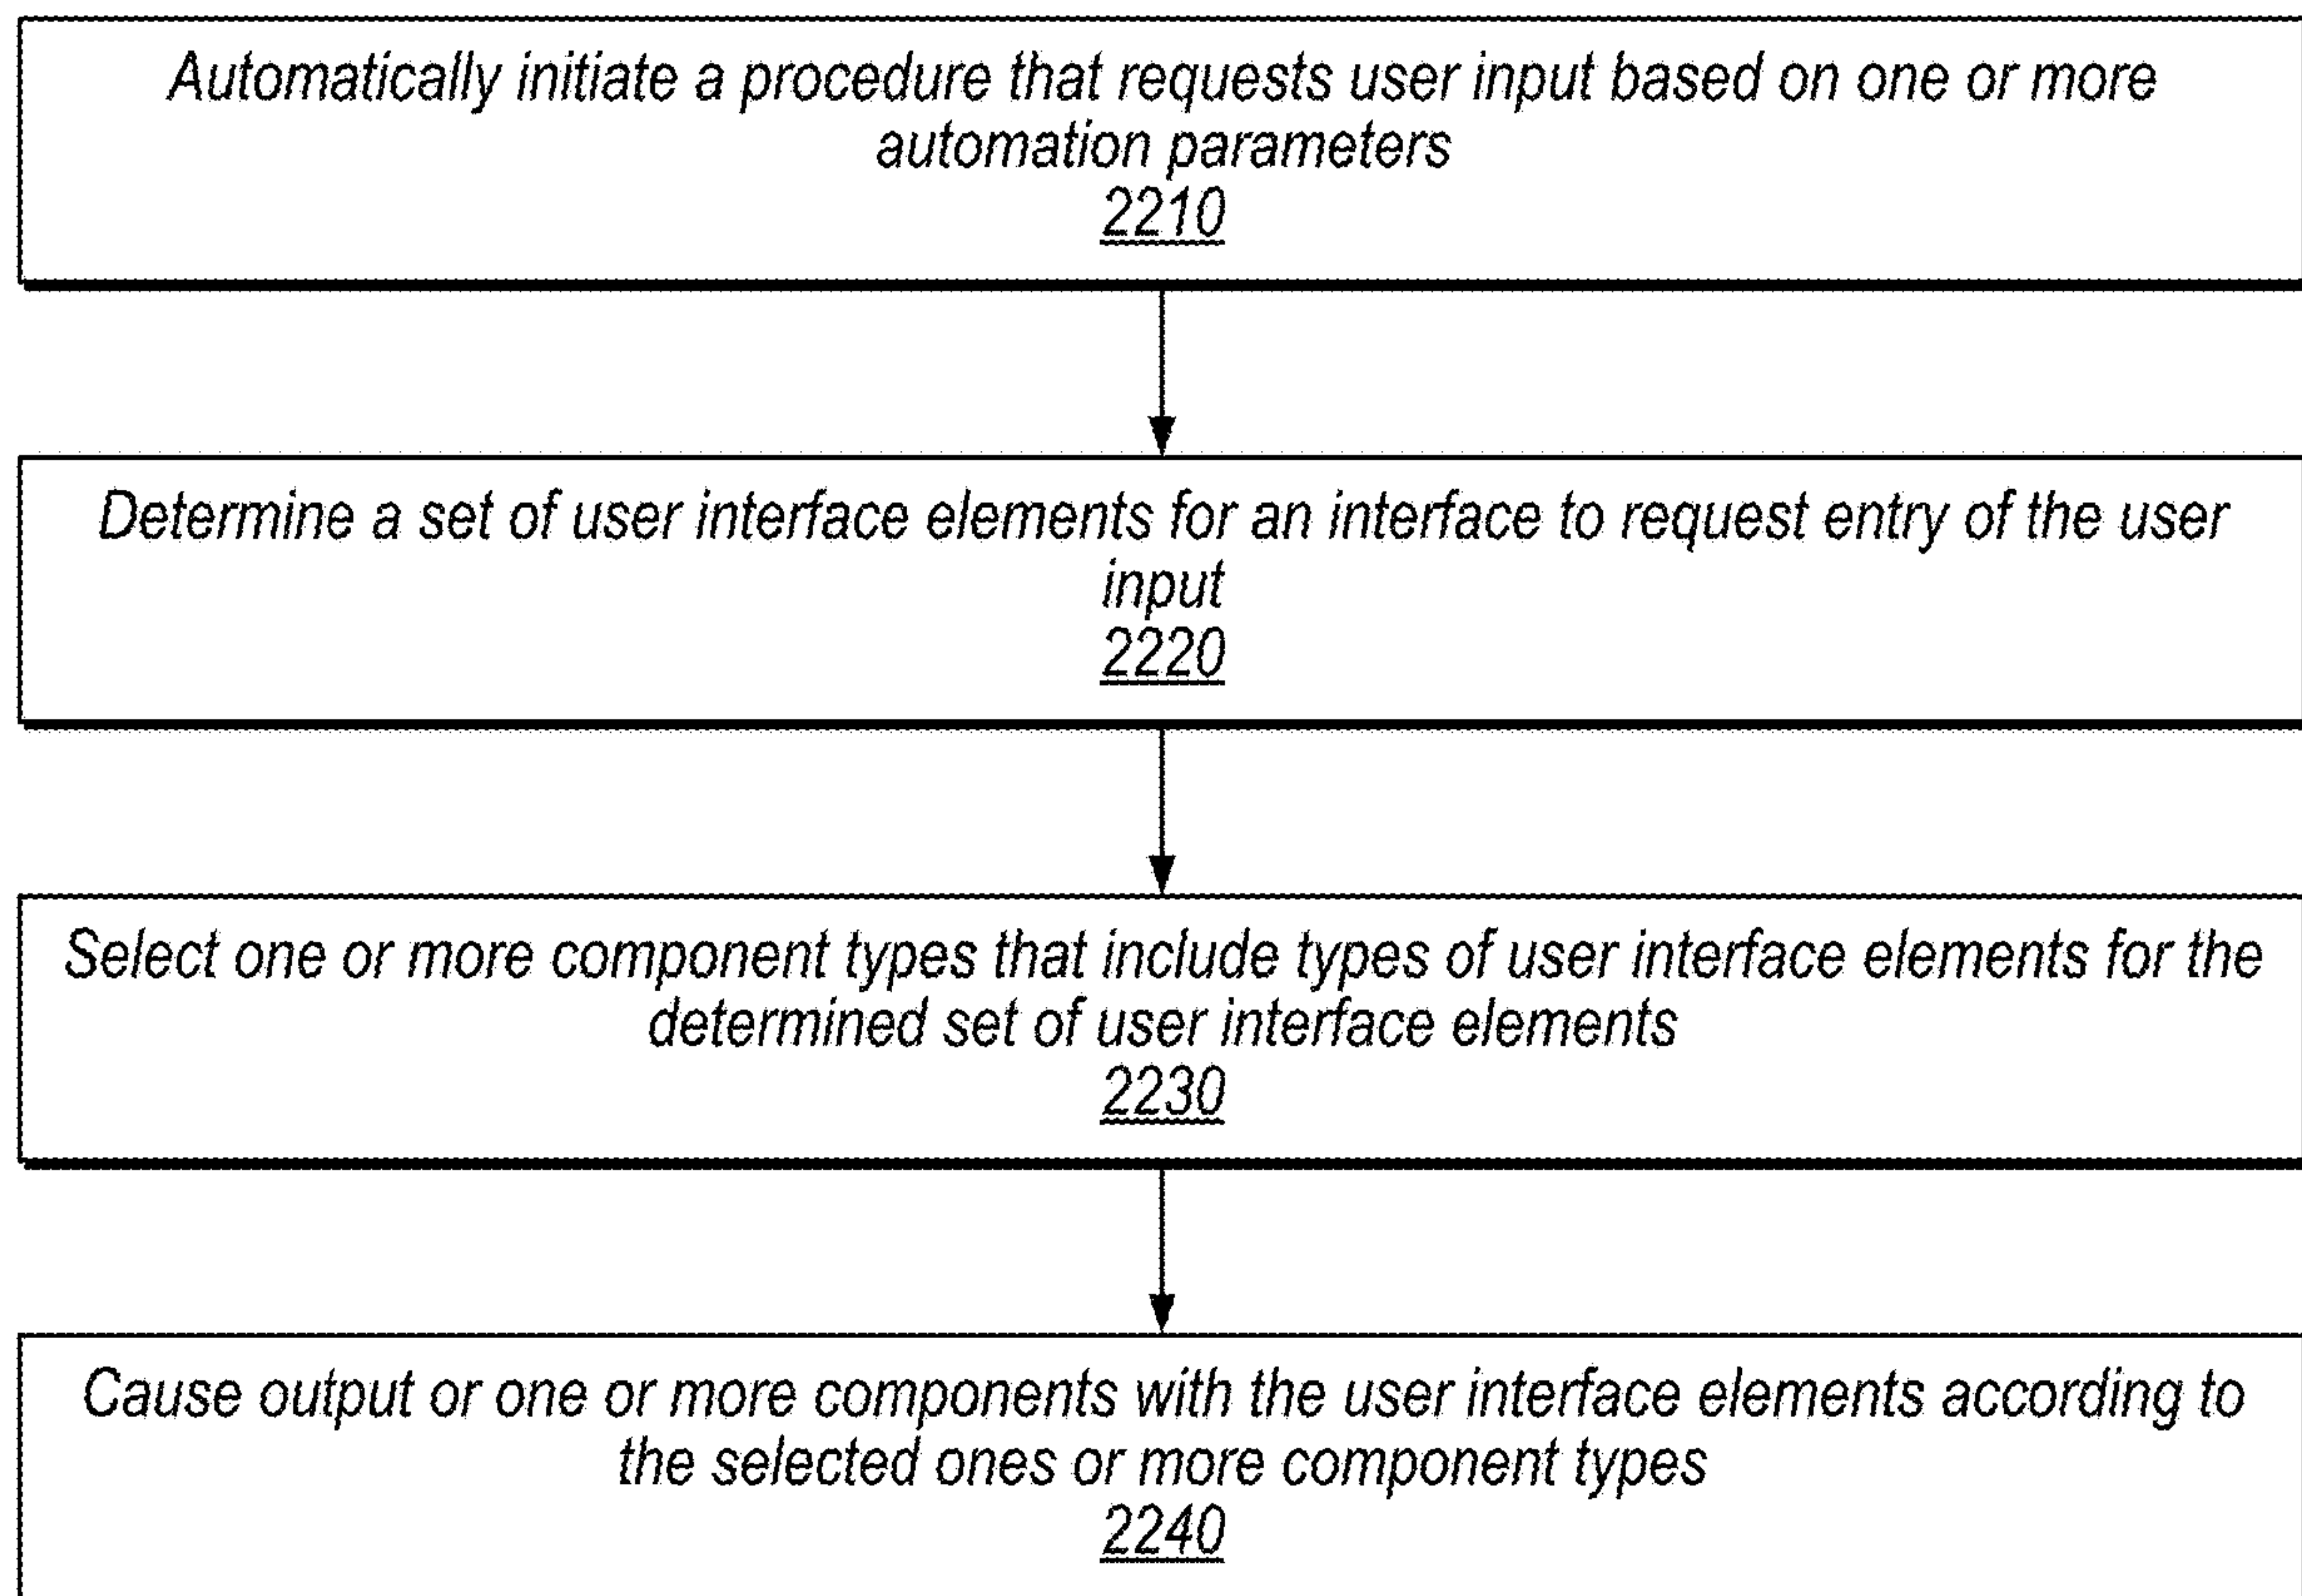 Automatically initiate a procedure that requests user input based on one or more
automation parameters
2210
Determine a set of user interface elements for an interface to request entry of the user
input
2220
Select one or more component types that include types of user interface elements for the
determined set of user interface elements
2230
Cause output or one or more components with the user interface elements according to
the selected ones or more component types
2240